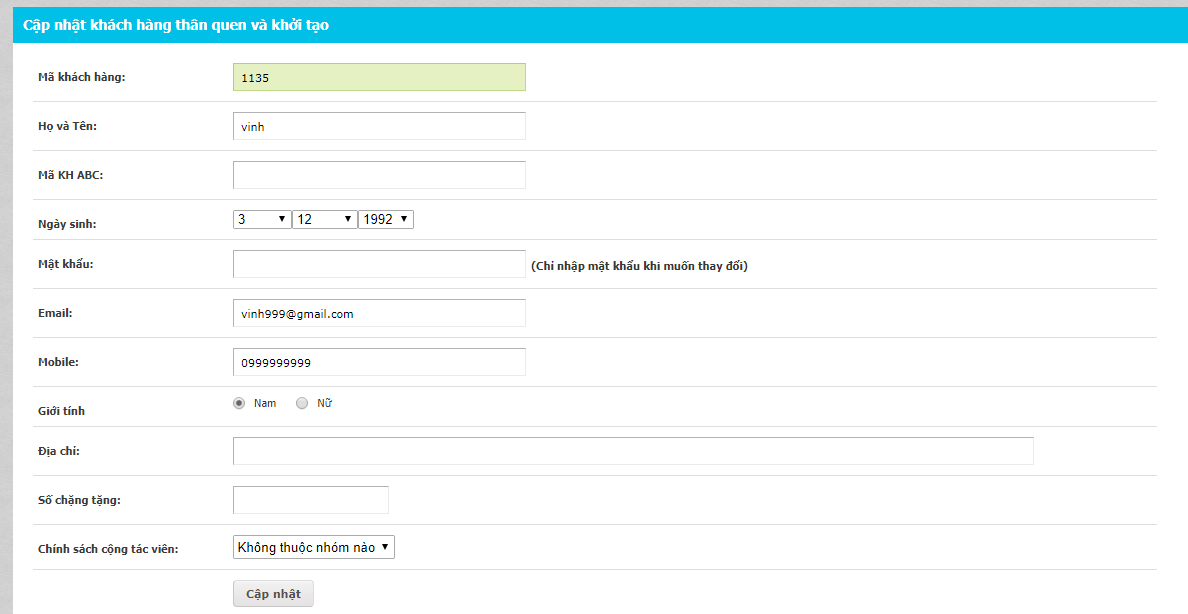 Cập nhật khách hàng thân quen và khởi tạo
Mã khách hàng: 1135
Họ và Tên: vinh
Mã KH ABC:
Ngày sinh: 3 12 1992
Mật khẩu: (Chỉ nhập mật khẩu khi muốn thay đổi)
Email: vinh999@gmail.com
Mobile: 0999999999
Giới tính Nam Nữ
Địa chỉ:
Số chặng tặng:
Chính sách cộng tác viên: Không thuộc nhóm nào
Cập nhật